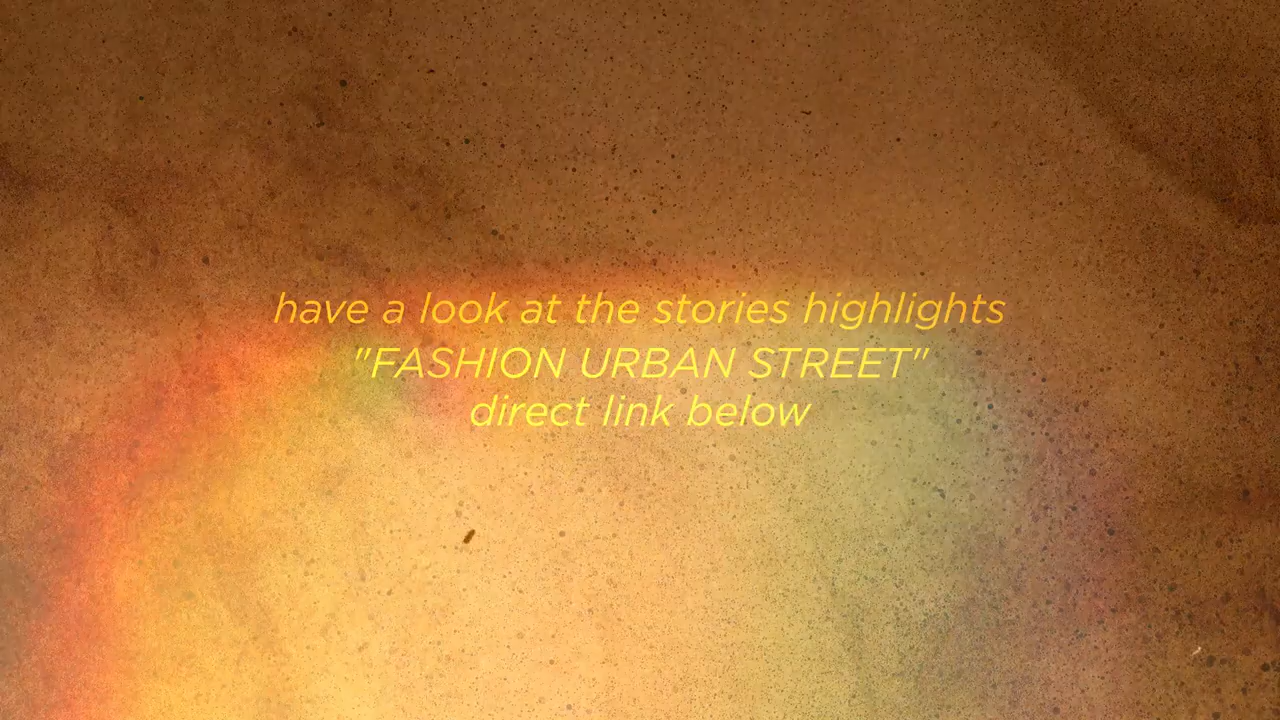 have a look at the stories highlights
"FASHION URBAN STREET"
direct link below